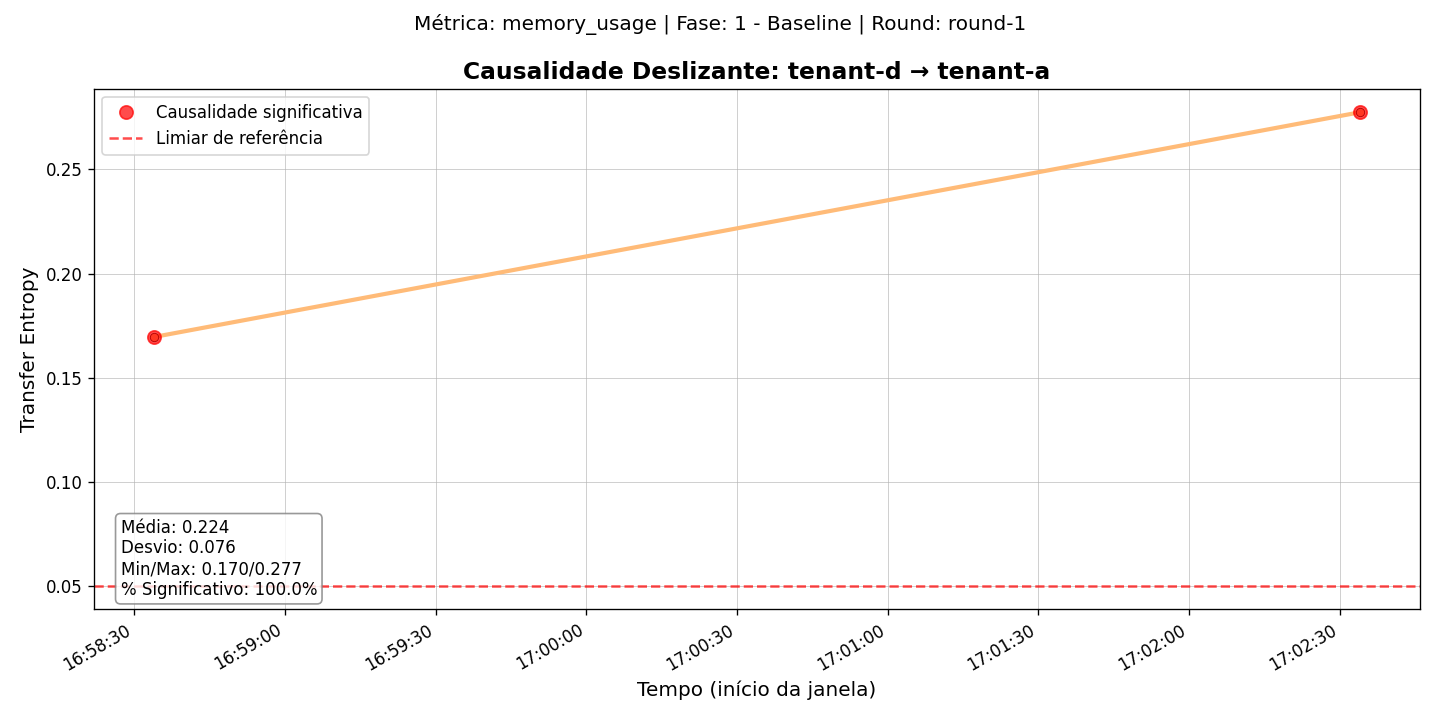 Métrica: memory_usage | Fase: 1 - Baseline | Round: round-1
Causalidade Deslizante: tenant-d → tenant-a
Causalidade significativa
Limiar de referência
Transfer Entropy
0.25
0.20
0.15
0.10
0.05
Média: 0.224
Desvio: 0.076
Min/Max: 0.170/0.277
% Significativo: 100.0%
16:58:30
16:59:00
16:59:30
17:00:00
17:00:30
17:01:00
17:01:30
17:02:00
17:02:30
Tempo (início da janela)